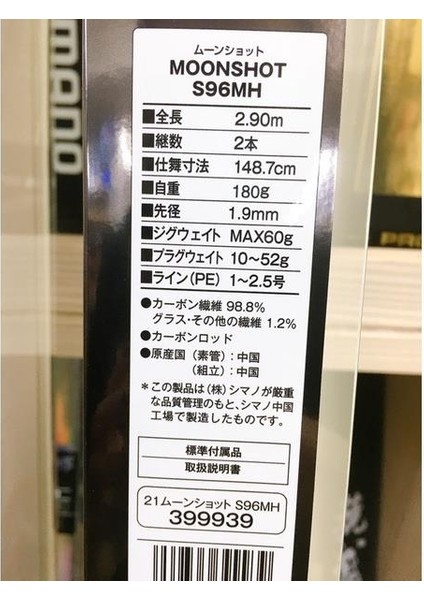 mano
ムーンショット
MOONSHOT
S96MH
■全長 2.90m
■継数 2本
■仕舞寸法 148.7cm
■自重 180g
■先径 1.9mm
■ジグウェイト MAX60g
■プラグウェイト 10〜52g
■ライン(PE) 1〜2.5号
●カーボン繊維 98.8%
グラス・その他の繊維 1.2%
●カーボンロッド
●原産国(素管):中国
(組立):中国
＊この製品は(株)シマノが厳重
な品質管理のもと、シマノ中国
工場で製造したものです。
標準付属品
取扱説明書
21ムーンショット S96MH
399939
PR